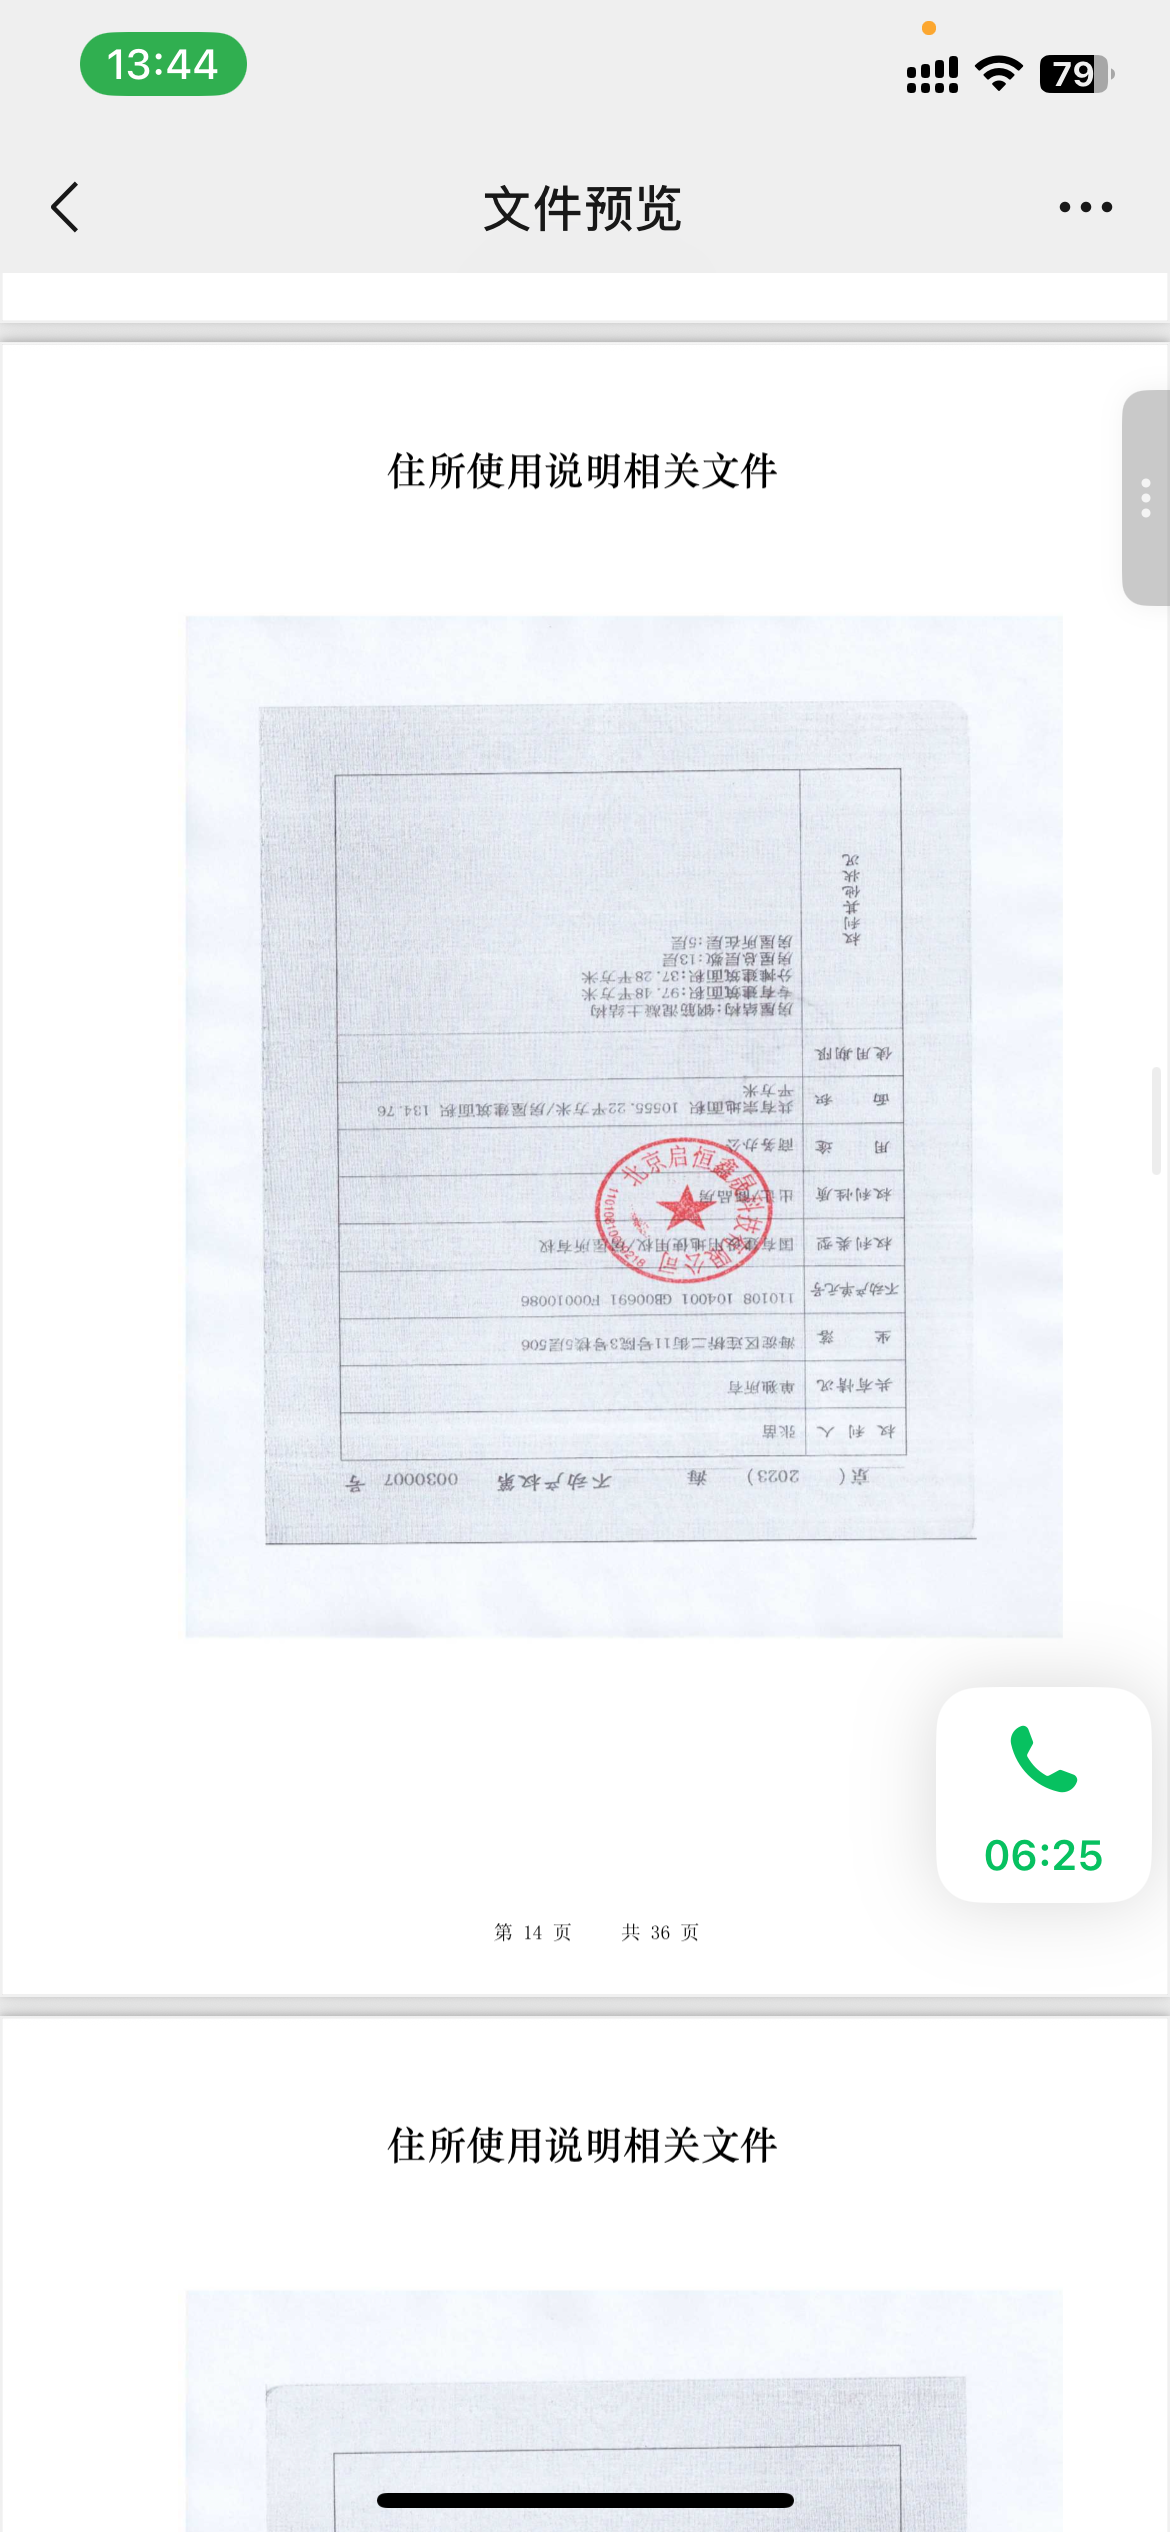 13:44
79
文件预览
住所使用说明相关文件
京 ( 2023 ) 海 不动产权第 0030007 号
权利人 张苗
共有情况 单独所有
坐落 海淀区连桥二街11号院3号楼5层506
不动产单元号 110108 104001 GB00691 F00010086
权利类型 国有建设用地使用权/房屋所有权
权利性质 出让/商品房
用途 商务办公
面积 共有宗地面积 10555.22平方米/房屋建筑面积 134.76
平方米
使用期限
权利其他状况
房屋结构:钢筋混凝土结构
专有建筑面积:97.48平方米
分摊建筑面积:37.28平方米
房屋总层数:13层
房屋所在层:5层
北京启恒鑫晟科技有限公司
06:25
第 14 页 共 36 页
住所使用说明相关文件